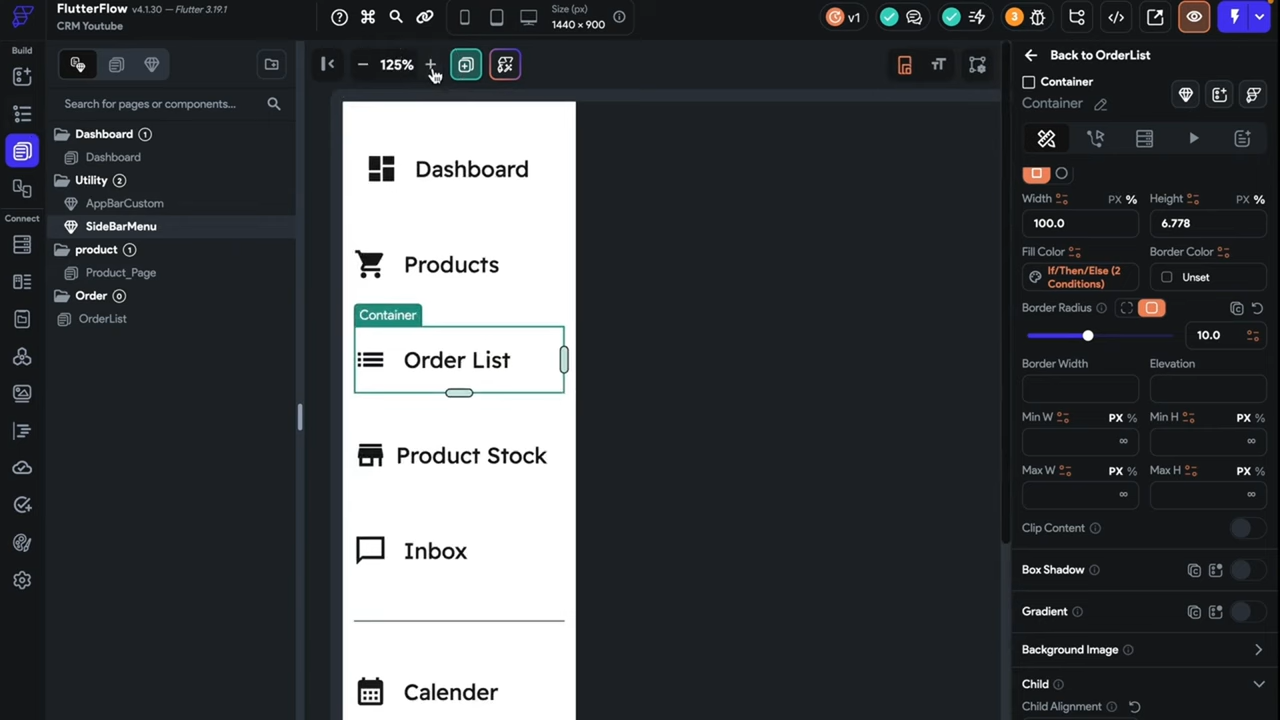 FlutterFlow v4.1.30 – Flutter 3.19.1
CRM Youtube
Size (px)
1440 × 900
v1
3
Build
Connect
Search for pages or components...
Dashboard (1)
Dashboard
Utility (2)
AppBarCustom
SideBarMenu
product (1)
Product_Page
Order (0)
OrderList
125%
Dashboard
Products
Container
Order List
Product Stock
Inbox
Calender
Back to OrderList
Container
Container
Width PX %
Height PX %
100.0
6.778
Fill Color
Border Color
If/Then/Else (2
Conditions)
Unset
Border Radius
10.0
Border Width
Elevation
Min W PX %
Min H PX %
∞
∞
Max W PX %
Max H PX %
∞
∞
Clip Content
Box Shadow
Gradient
Background Image
Child
Child Alignment